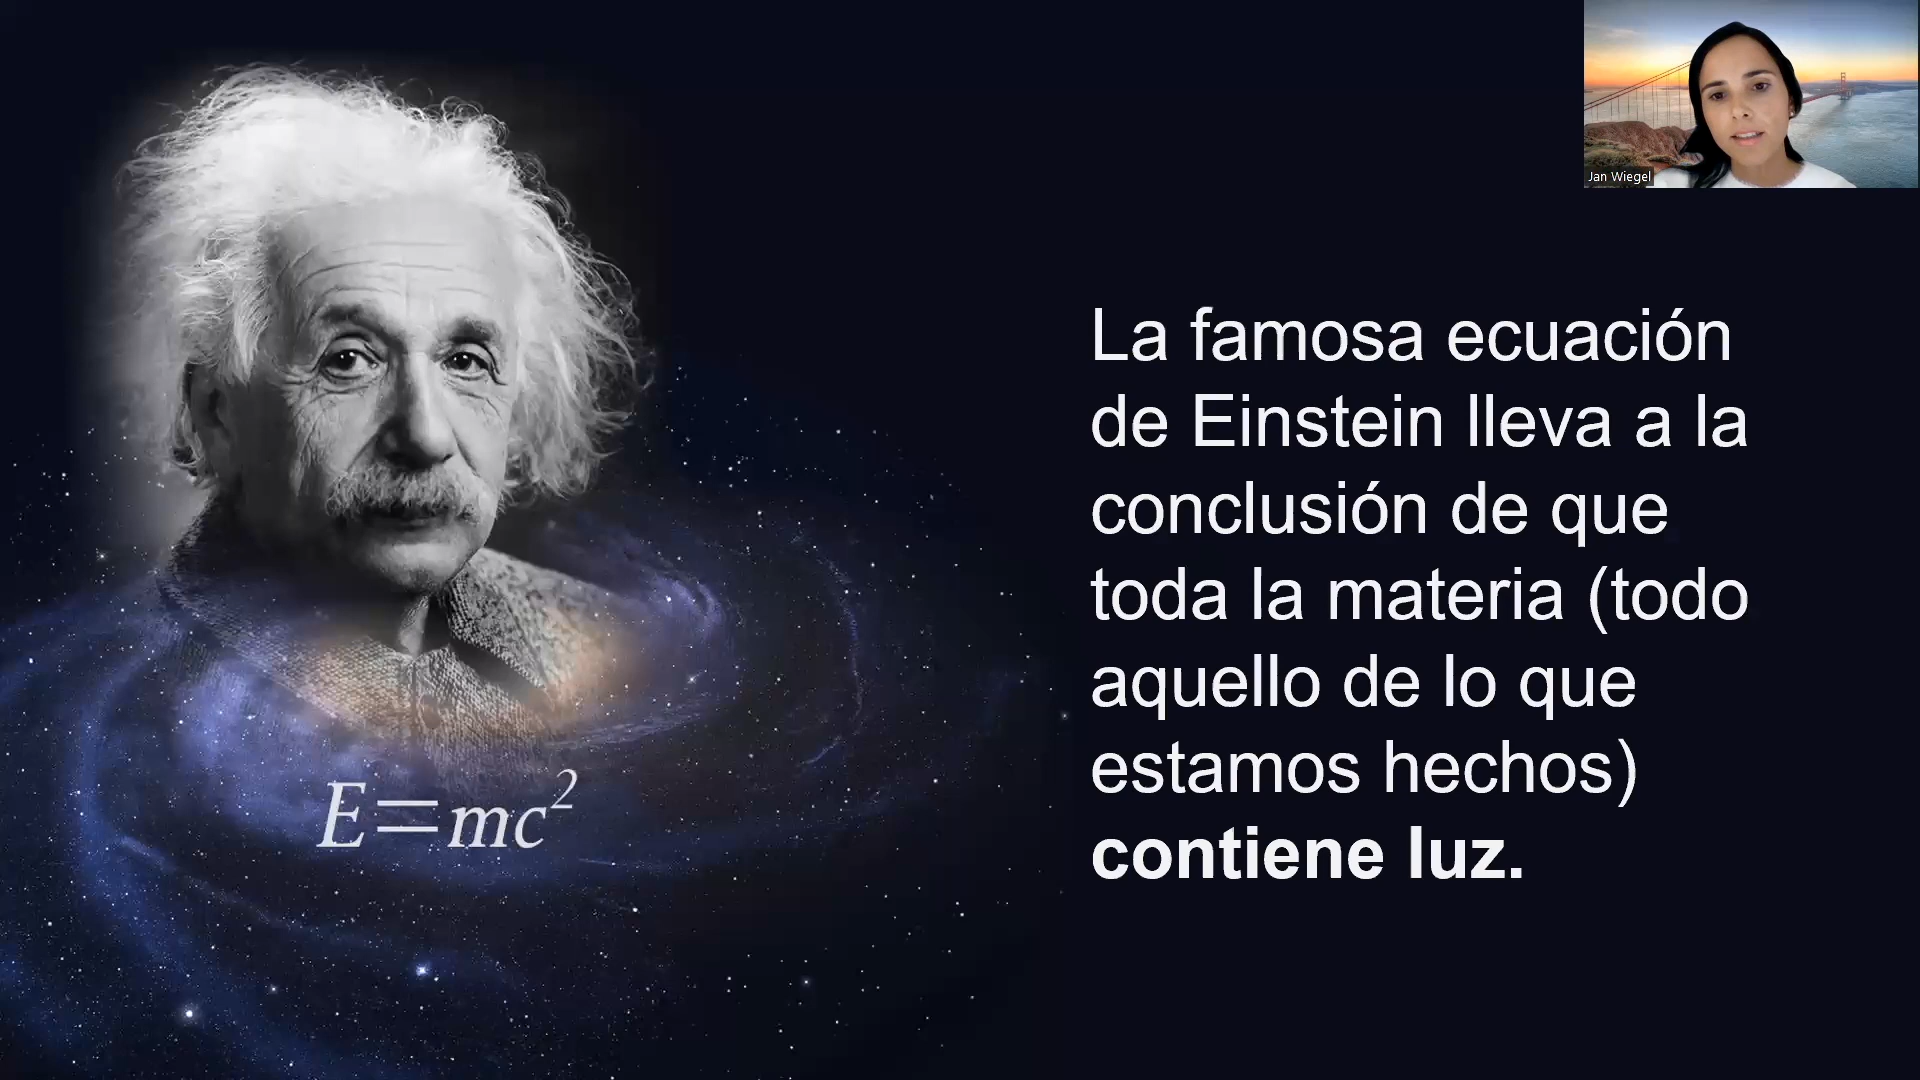 Jan Wiegel
La famosa ecuación
de Einstein lleva a la
conclusión de que
toda la materia (todo
aquello de lo que
estamos hechos)
contiene luz.
E=mc²